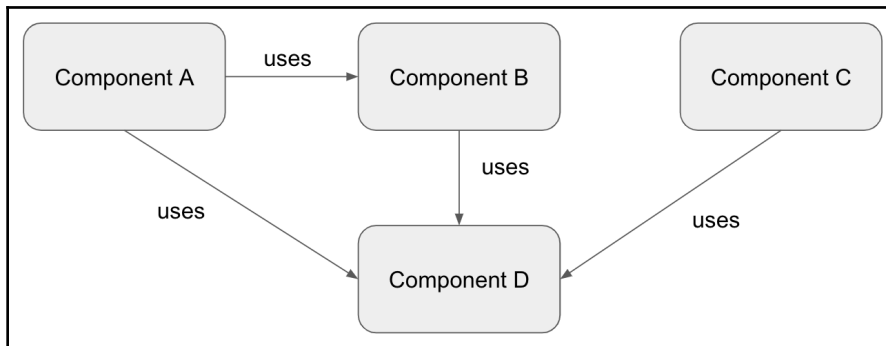 uses
Component A
Component B
Component C
uses
uses
uses
Component D